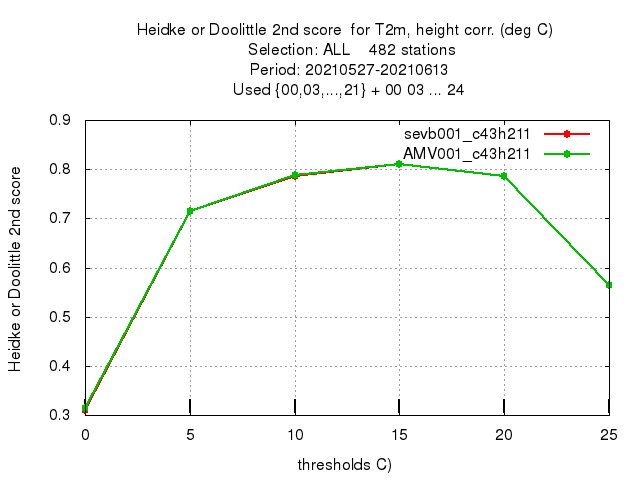 Heidke or Doolittle 2nd score  for T2m, height corr. (deg C)
Selection: ALL    482 stations
Period: 20210527-20210613
Used {00,03,...,21} + 00 03 ... 24
sevb001_c43h211
AMV001_c43h211
Heidke or Doolittle 2nd score
0.9
0.8
0.7
0.6
0.5
0.4
0.3
0 5 10 15 20 25
thresholds C)